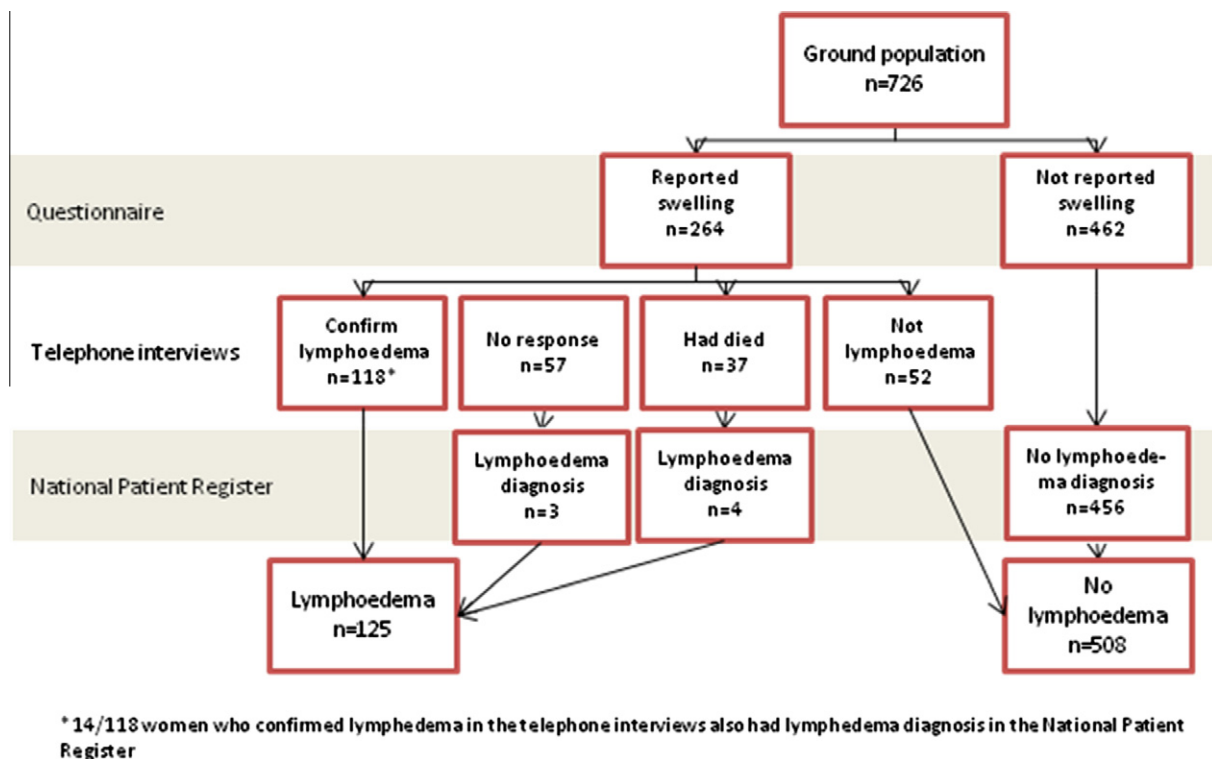 Ground population
n=726
Questionnaire
Reported
swelling
n=264
Not reported
swelling
n=462
Telephone interviews
Confirm
lymphoedema
n=118*
No response
n=57
Had died
n=37
Not
lymphoedema
n=52
National Patient Register
Lymphoedema
diagnosis
n=3
Lymphoedema
diagnosis
n=4
No lymphoede-
ma diagnosis
n=456
Lymphoedema
n=125
No
lymphoedema
n=508
* 14/118 women who confirmed lymphedema in the telephone interviews also had lymphedema diagnosis in the National Patient
Register